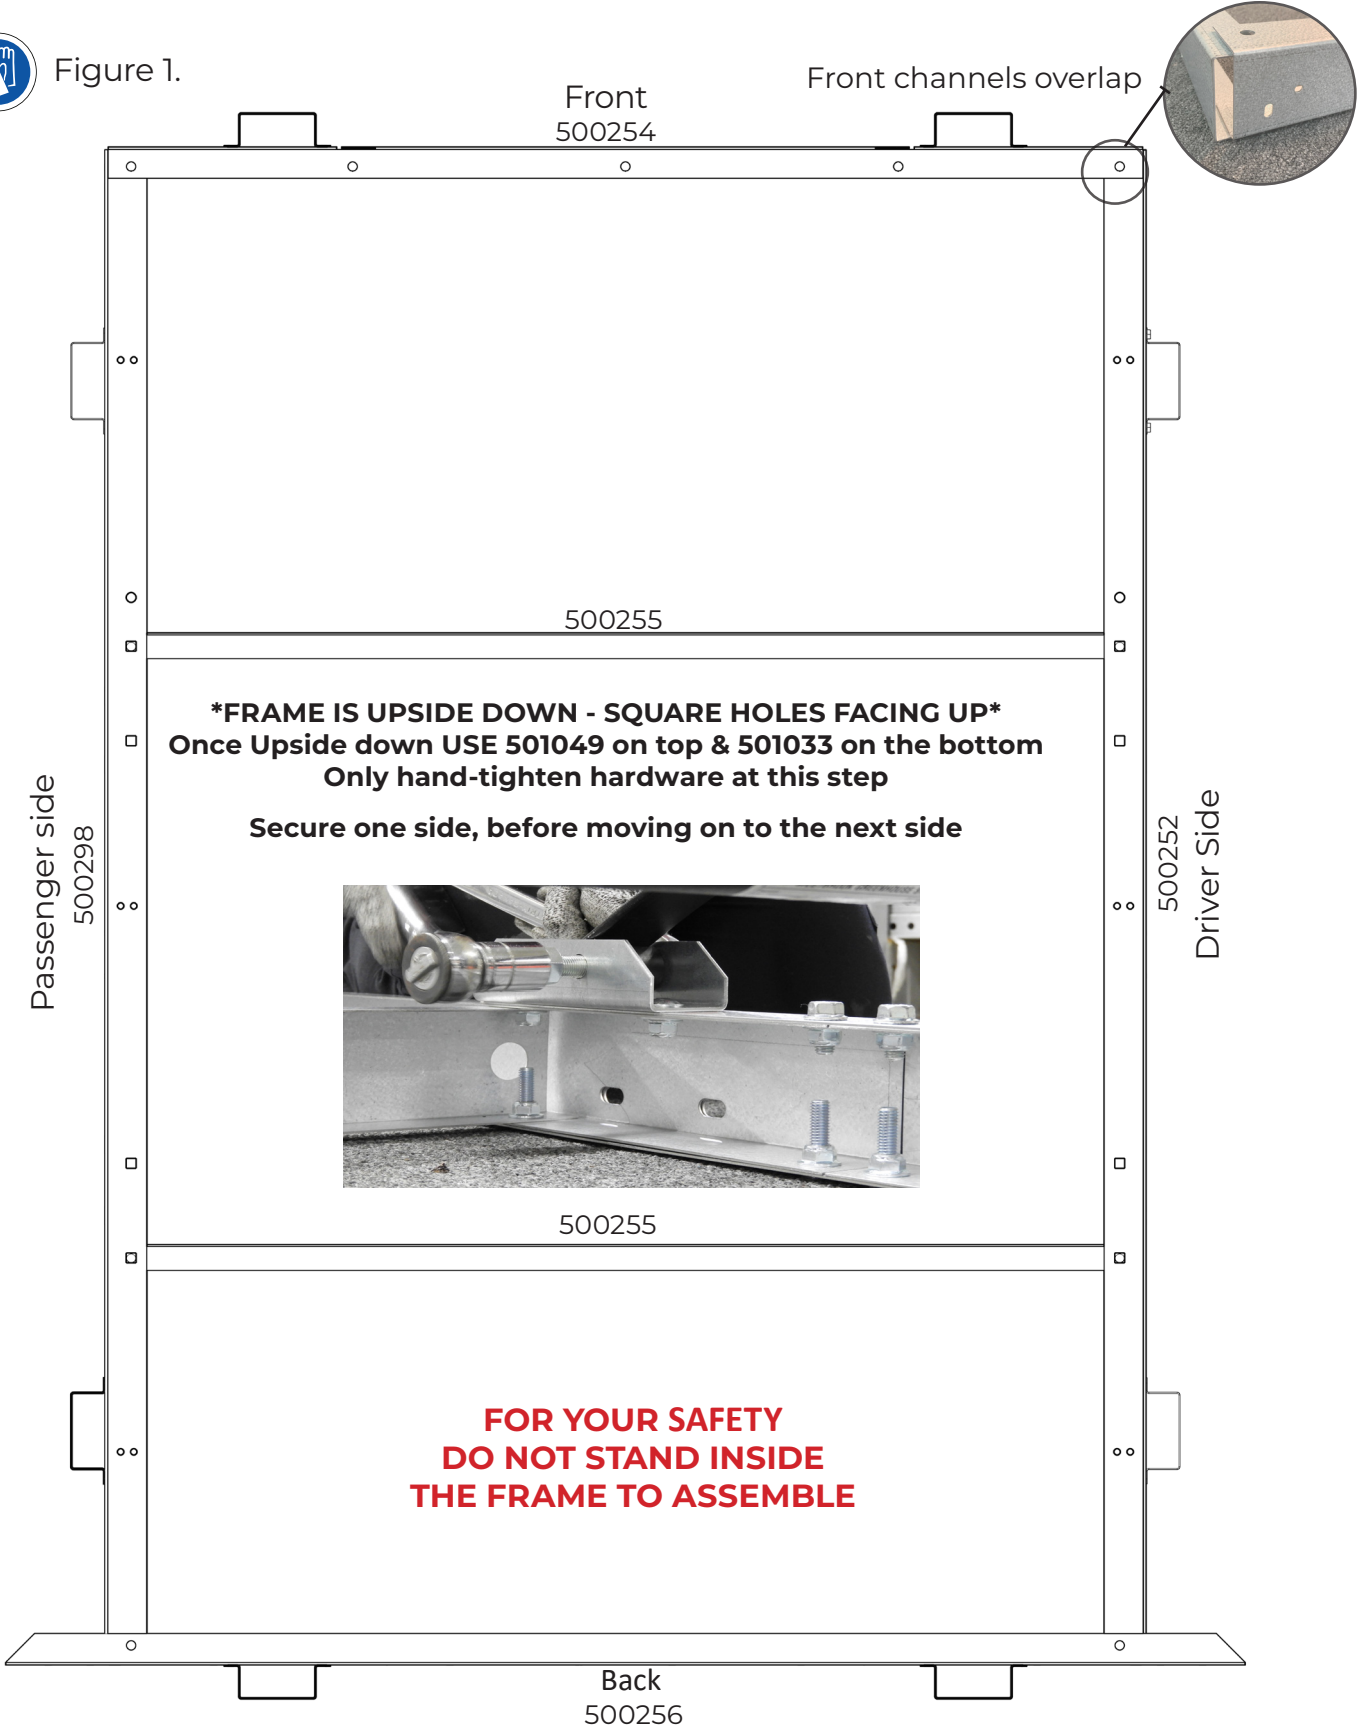 Figure 1.
Front channels overlap
Front
500254
500255
*FRAME IS UPSIDE DOWN - SQUARE HOLES FACING UP*
Once Upside down USE 501049 on top & 501033 on the bottom
Only hand-tighten hardware at this step
Secure one side, before moving on to the next side
Passenger side
500298
500252
Driver Side
500255
FOR YOUR SAFETY
DO NOT STAND INSIDE
THE FRAME TO ASSEMBLE
Back
500256